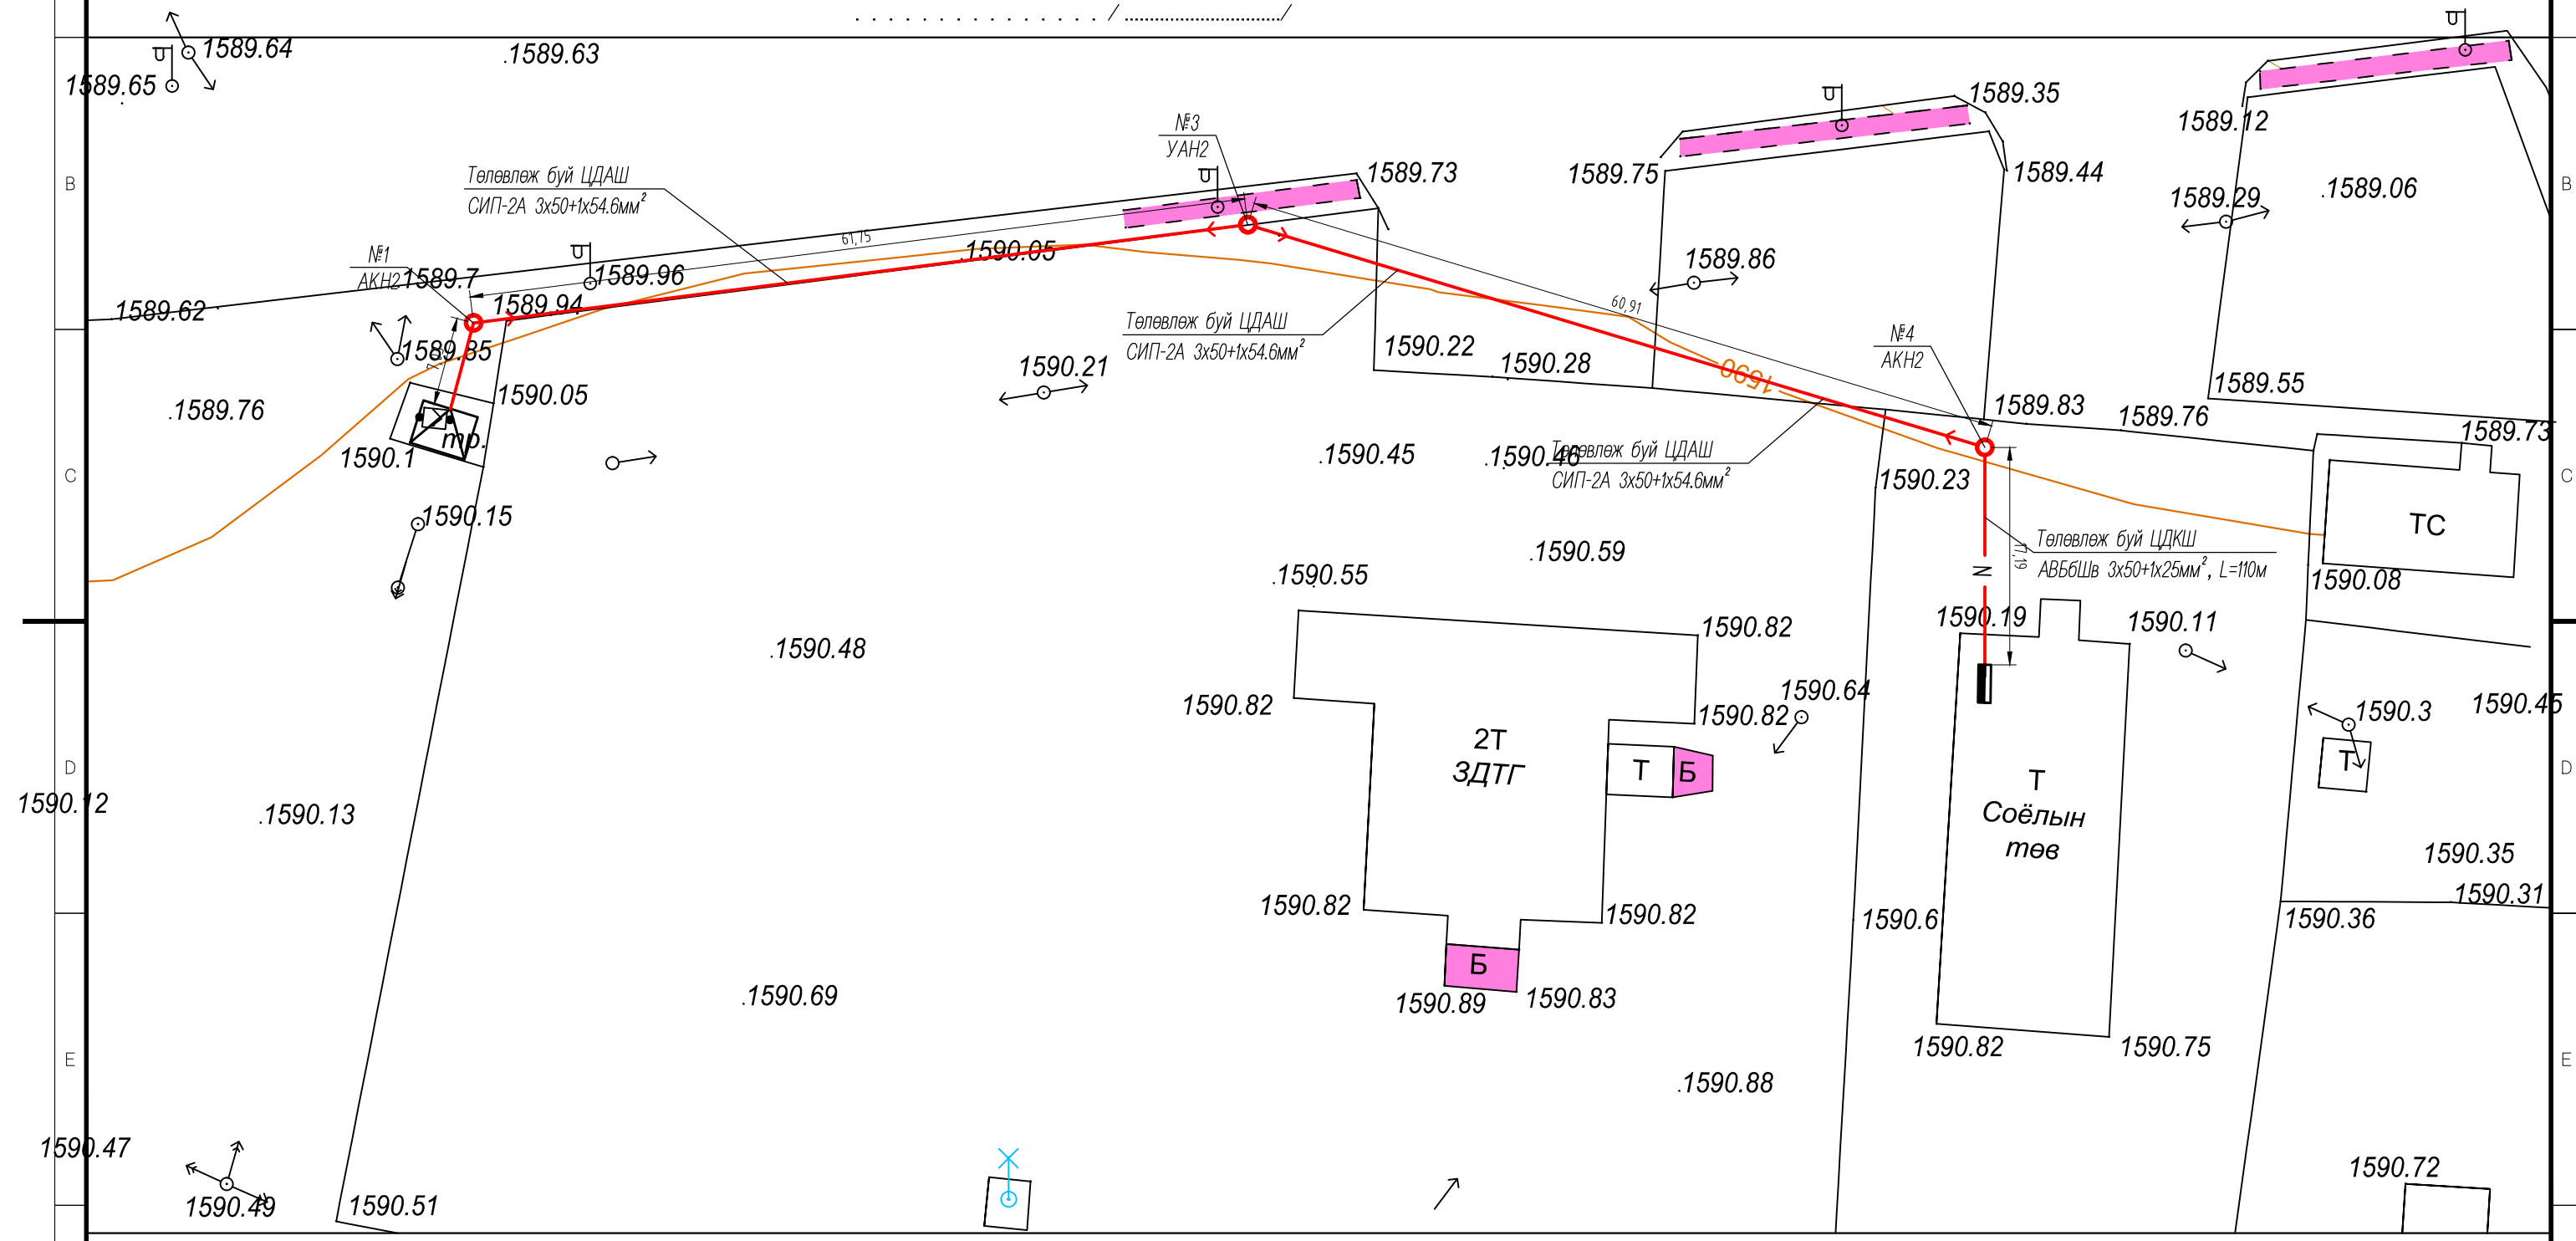 . . . . . . . . . . . . . . . /................................/
1589.64
.1589.63
1589.65
1589.35
1589.12
№3
УАН2
1589.73
1589.75
1589.44
.1589.06
1589.29
Төлөвлөж буй ЦДАШ
СИП-2А 3х50+1х54.6мм²
61,75
.1590.05
№1
АКН2
1589.7
1589.96
1589.94
1589.86
.1589.62
60,91
Төлөвлөж буй ЦДАШ
СИП-2А 3х50+1х54.6мм²
№4
АКН2
B
B
1589.85
1590.22
1590.28
1590.21
1590
1589.55
.1589.76
1590.05
1589.83
1589.76
тр.
1590.1
.1590.45
.1590.46
Төлөвлөж буй ЦДАШ
СИП-2А 3х50+1х54.6мм²
1589.73
C
C
1590.23
1590.15
ТС
Төлөвлөж буй ЦДКШ
АВБбШв 3х50+1х25мм², L=110м
17,19
N
.1590.59
.1590.55
1590.08
1590.19
1590.11
1590.82
.1590.48
1590.82
1590.64
1590.82
1590.3
1590.45
2Т
ЗДТГ
Т
Б
Т
Соёлын
төв
Т
D
D
1590.12
.1590.13
1590.35
1590.31
1590.82
1590.82
1590.6
1590.36
Б
.1590.69
1590.89
1590.83
1590.82
1590.75
E
E
.1590.88
1590.47
1590.72
1590.49
1590.51